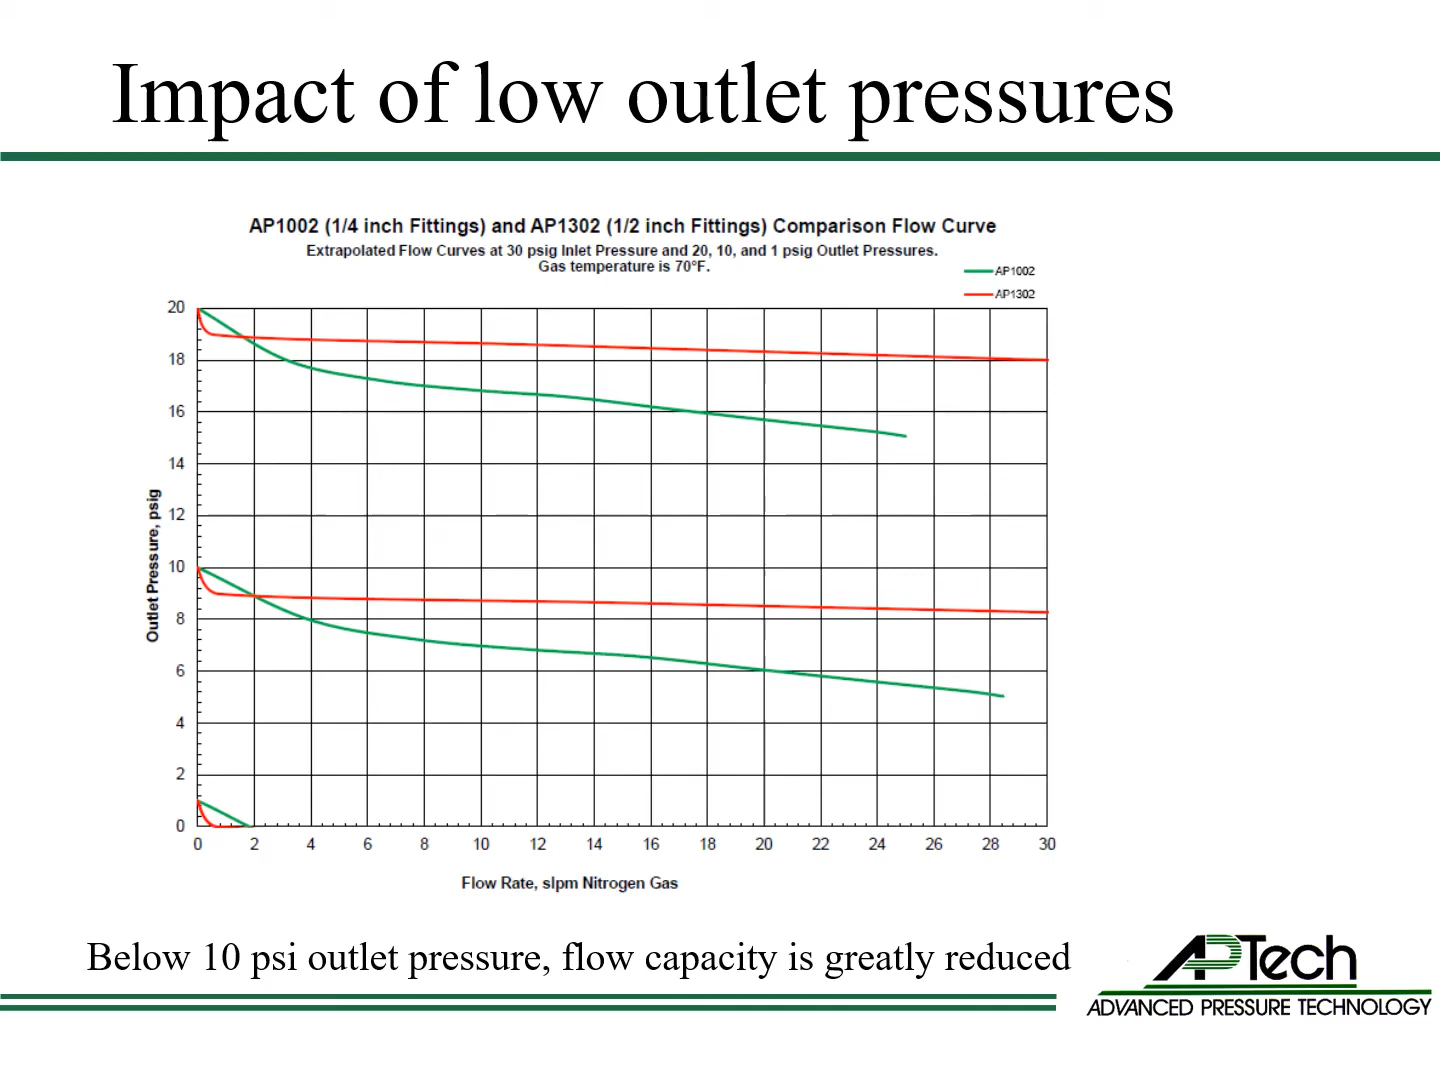 Impact of low outlet pressures
AP1002 (1/4 inch Fittings) and AP1302 (1/2 inch Fittings) Comparison Flow Curve
Extrapolated Flow Curves at 30 psig Inlet Pressure and 20, 10, and 1 psig Outlet Pressures.
Gas temperature is 70°F.
AP1002
AP1302
20
18
16
14
12
10
8
6
4
2
0
Outlet Pressure, psig
0 2 4 6 8 10 12 14 16 18 20 22 24 26 28 30
Flow Rate, slpm Nitrogen Gas
Below 10 psi outlet pressure, flow capacity is greatly reduced
APTech
ADVANCED PRESSURE TECHNOLOGY